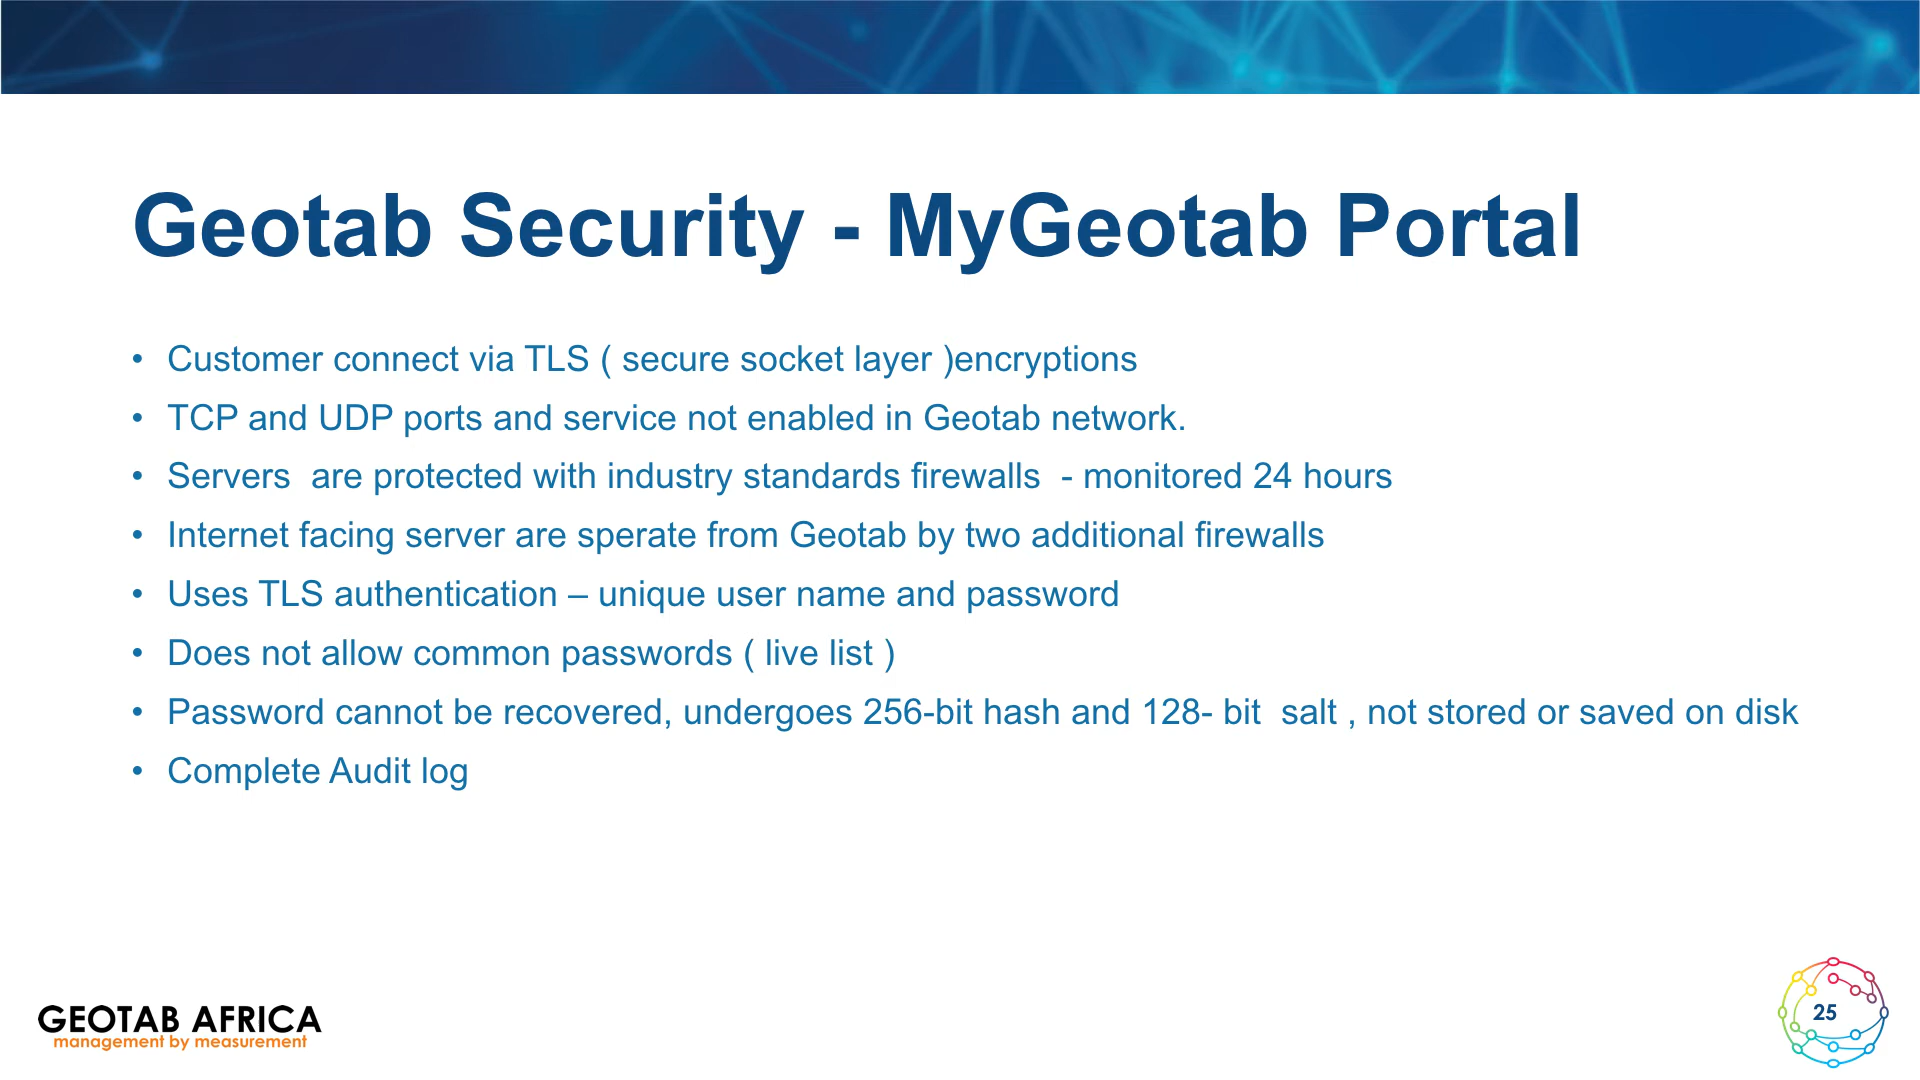 Geotab Security - MyGeotab Portal
• Customer connect via TLS ( secure socket layer )encryptions
• TCP and UDP ports and service not enabled in Geotab network.
• Servers  are protected with industry standards firewalls  - monitored 24 hours
• Internet facing server are sperate from Geotab by two additional firewalls
• Uses TLS authentication – unique user name and password
• Does not allow common passwords ( live list )
• Password cannot be recovered, undergoes 256-bit hash and 128- bit  salt , not stored or saved on disk
• Complete Audit log
GEOTAB AFRICA
management by measurement
25